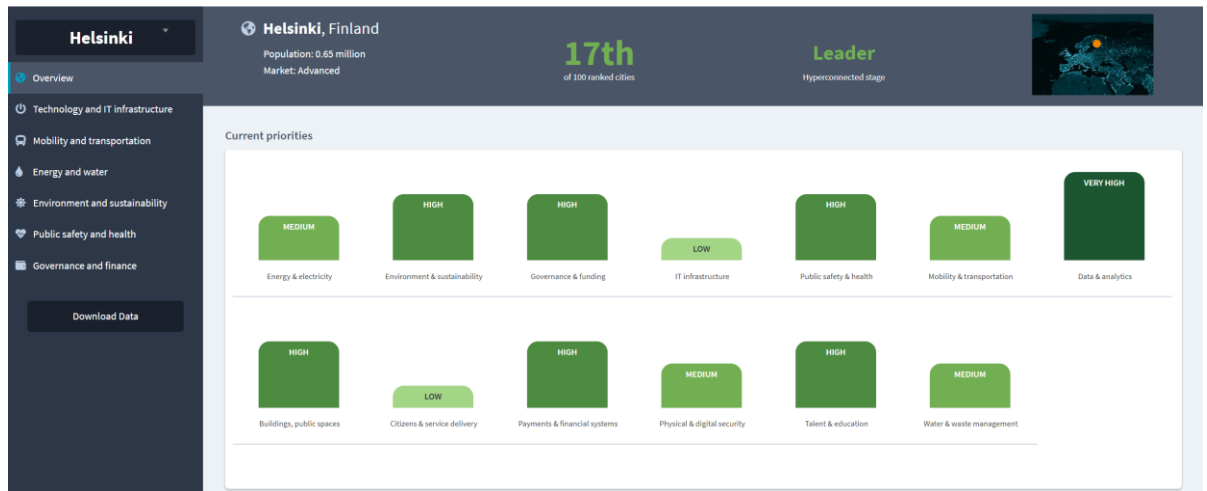 Helsinki
Overview
Technology and IT infrastructure
Mobility and transportation
Energy and water
Environment and sustainability
Public safety and health
Governance and finance
Download Data
Helsinki, Finland
Population: 0.65 million
Market: Advanced
17th
of 100 ranked cities
Leader
Hyperconnected stage
Current priorities
MEDIUM HIGH HIGH LOW HIGH MEDIUM VERY HIGH
Energy & electricity Environment & sustainability Governance & funding IT infrastructure Public safety & health Mobility & transportation Data & analytics
HIGH LOW HIGH MEDIUM HIGH MEDIUM
Buildings, public spaces Citizens & service delivery Payments & financial systems Physical & digital security Talent & education Water & waste management